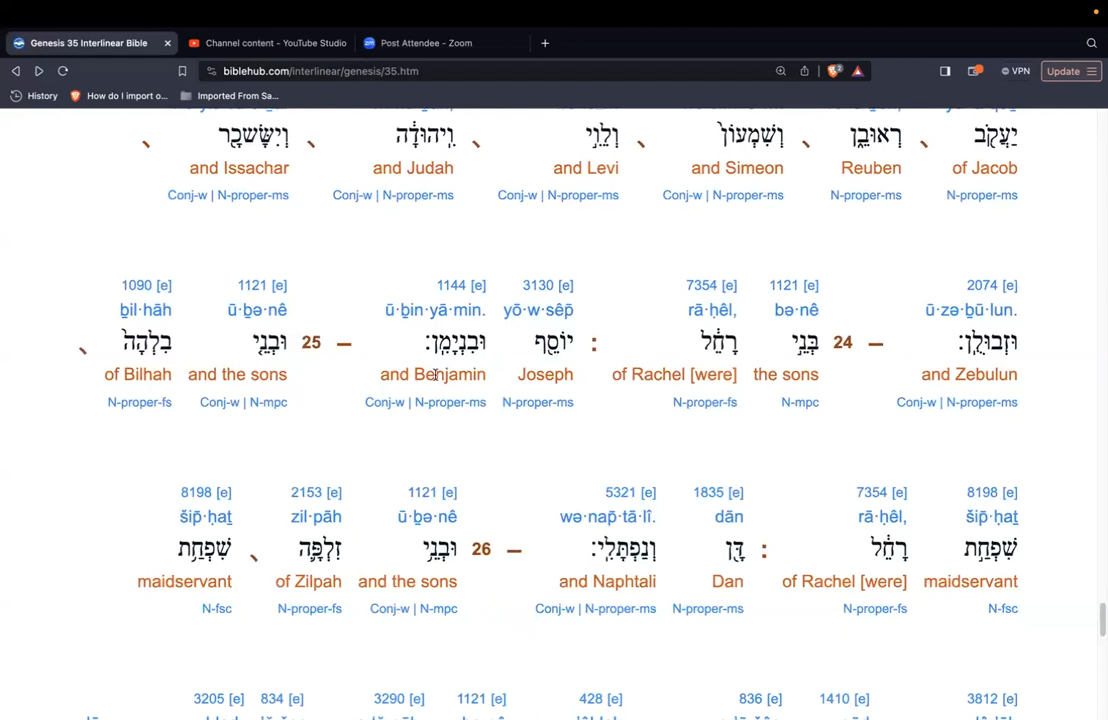 Genesis 35 Interlinear Bible
Channel content - YouTube Studio
Post Attendee - Zoom
biblehub.com/interlinear/genesis/35.htm
VPN
Update
History
How do I import o...
Imported From Sa...
יַעֲקֹ֖ב רְאוּבֵ֑ן וְשִׁמְעוֹן֙ וְלֵוִ֣י וִֽיהוּדָ֔ה וְיִשָּׂשכָ֖ר
and Issachar and Judah and Levi and Simeon Reuben of Jacob
Conj-w | N-proper-ms Conj-w | N-proper-ms Conj-w | N-proper-ms Conj-w | N-proper-ms N-proper-ms N-proper-ms
1090 [e] 1121 [e] 1144 [e] 3130 [e] 7354 [e] 1121 [e] 2074 [e]
ḇil·hāh ū·ḇə·nê ū·ḇin·yā·min. yō·w·sêp̄ rā·ḥêl, bə·nê ū·zə·ḇū·lun.
וּזְבוּלֻֽן׃ – 24 בְּנֵ֣י רָחֵ֔ל : יוֹסֵ֖ף וּבִנְיָמִֽן׃ – 25 וּבְנֵ֤י בִלְהָה֙
of Bilhah and the sons and Benjamin Joseph of Rachel [were] the sons and Zebulun
N-proper-fs Conj-w | N-mpc Conj-w | N-proper-ms N-proper-ms N-proper-fs N-mpc Conj-w | N-proper-ms
8198 [e] 2153 [e] 1121 [e] 5321 [e] 1835 [e] 7354 [e] 8198 [e]
šip̄·ḥaṯ zil·pāh ū·ḇə·nê wə·nap̄·tā·lî. dān rā·ḥêl, šip̄·ḥaṯ
שִׁפְחַ֣ת רָחֵ֔ל : דָּ֖ן וְנַפְתָּלִֽי׃ – 26 וּבְנֵ֥י זִלְפָּ֛ה שִׁפְחַ֥ת
maidservant of Zilpah and the sons and Naphtali Dan of Rachel [were] maidservant
N-fsc N-proper-fs Conj-w | N-mpc Conj-w | N-proper-ms N-proper-ms N-proper-fs N-fsc
3205 [e] 834 [e] 3290 [e] 1121 [e] 428 [e] 836 [e] 1410 [e] 3812 [e]